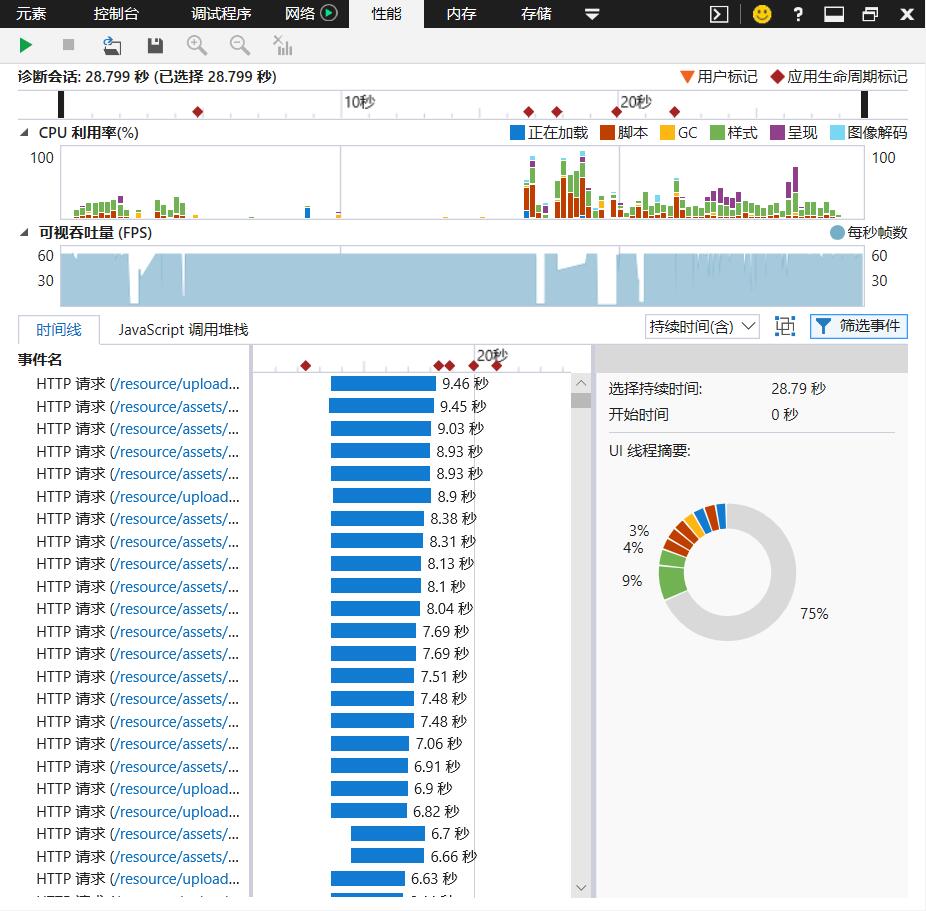 元素 控制台 调试程序 网络 性能 内存 存储 ?
诊断会话: 28.799 秒 (已选择 28.799 秒) 用户标记 应用生命周期标记
10秒 20秒
CPU 利用率(%) 正在加载 脚本 GC 样式 呈现 图像解码
100 100
可视吞吐量 (FPS) 每秒帧数
60 60
30 30
时间线 JavaScript 调用堆栈 持续时间(含) 筛选事件
事件名 20秒
HTTP 请求 (/resource/upload... 9.46 秒
HTTP 请求 (/resource/assets/... 9.45 秒
HTTP 请求 (/resource/assets/... 9.03 秒
HTTP 请求 (/resource/assets/... 8.93 秒
HTTP 请求 (/resource/assets/... 8.93 秒
HTTP 请求 (/resource/upload... 8.9 秒
HTTP 请求 (/resource/assets/... 8.38 秒
HTTP 请求 (/resource/assets/... 8.31 秒
HTTP 请求 (/resource/assets/... 8.13 秒
HTTP 请求 (/resource/assets/... 8.1 秒
HTTP 请求 (/resource/assets/... 8.04 秒
HTTP 请求 (/resource/assets/... 7.69 秒
HTTP 请求 (/resource/assets/... 7.69 秒
HTTP 请求 (/resource/assets/... 7.51 秒
HTTP 请求 (/resource/assets/... 7.48 秒
HTTP 请求 (/resource/assets/... 7.48 秒
HTTP 请求 (/resource/assets/... 7.06 秒
HTTP 请求 (/resource/assets/... 6.91 秒
HTTP 请求 (/resource/upload... 6.9 秒
HTTP 请求 (/resource/upload... 6.82 秒
HTTP 请求 (/resource/assets/... 6.7 秒
HTTP 请求 (/resource/assets/... 6.66 秒
HTTP 请求 (/resource/upload... 6.63 秒
选择持续时间: 28.79 秒
开始时间 0 秒
UI 线程摘要:
3%
4%
9%
75%